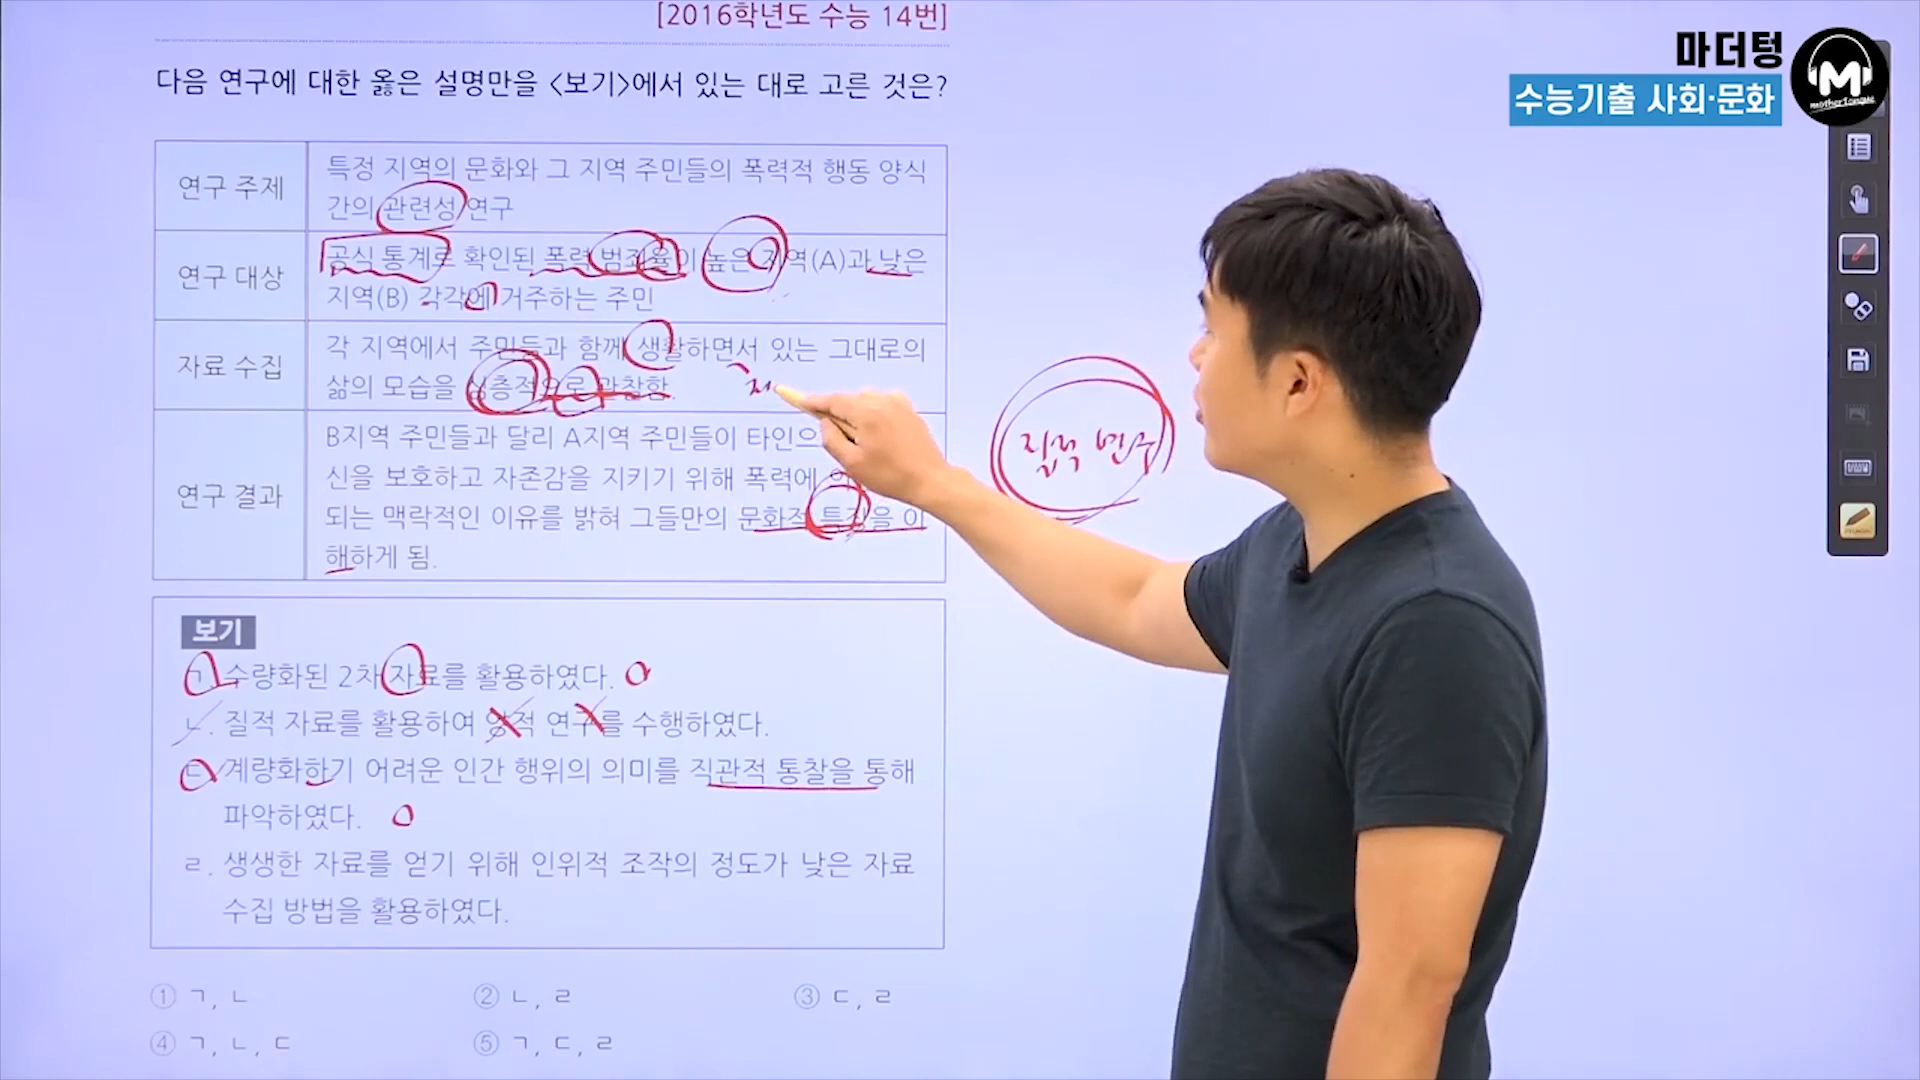 [2016학년도 수능 14번]
마더텅
수능기출 사회·문화
M
mothertongue
다음 연구에 대한 옳은 설명만을 <보기>에서 있는 대로 고른 것은?
연구 주제
특정 지역의 문화와 그 지역 주민들의 폭력적 행동 양식
간의 관련성 연구
연구 대상
공식 통계로 확인된 폭력 범죄율이 높은 지역(A)과 낮은
지역(B) 각각에 거주하는 주민
자료 수집
각 지역에서 주민들과 함께 생활하면서 있는 그대로의
삶의 모습을 심층적으로 관찰함.
연구 결과
B지역 주민들과 달리 A지역 주민들이 타인으
신을 보호하고 자존감을 지키기 위해 폭력에
되는 맥락적인 이유를 밝혀 그들만의 문화적 특징을 이
해하게 됨.
질적 연구
보기
ㄱ. 수량화된 2차 자료를 활용하였다.
ㄴ. 질적 자료를 활용하여 양적 연구를 수행하였다.
ㄷ. 계량화하기 어려운 인간 행위의 의미를 직관적 통찰을 통해
파악하였다.
ㄹ. 생생한 자료를 얻기 위해 인위적 조작의 정도가 낮은 자료
수집 방법을 활용하였다.
① ㄱ, ㄴ
② ㄴ, ㄹ
③ ㄷ, ㄹ
④ ㄱ, ㄴ, ㄷ
⑤ ㄱ, ㄷ, ㄹ